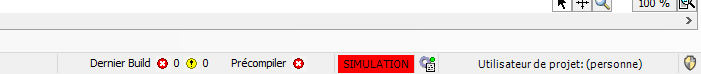 100 %
Dernier Build 0 0 Précompiler SIMULATION Utilisateur de projet: (personne)